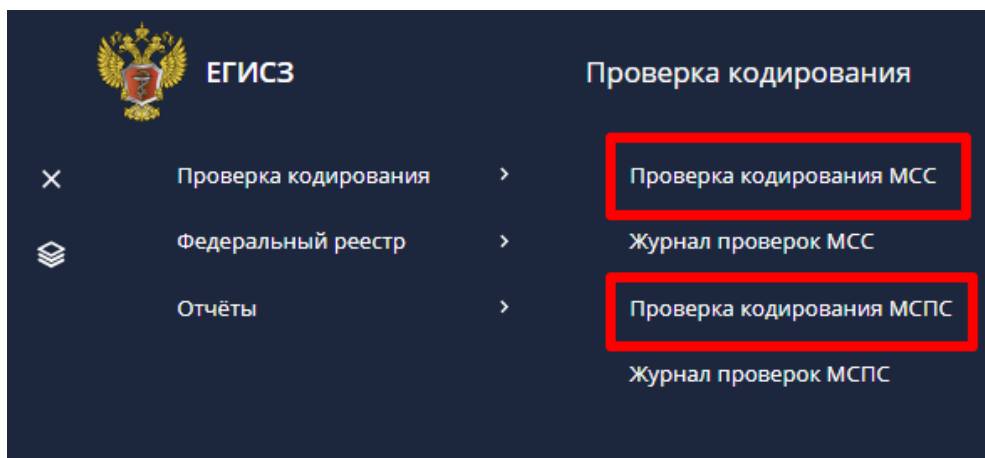 ЕГИСЗ
Проверка кодирования
Проверка кодирования
Федеральный реестр
Отчёты
Проверка кодирования МСС
Журнал проверок МСС
Проверка кодирования МСПС
Журнал проверок МСПС